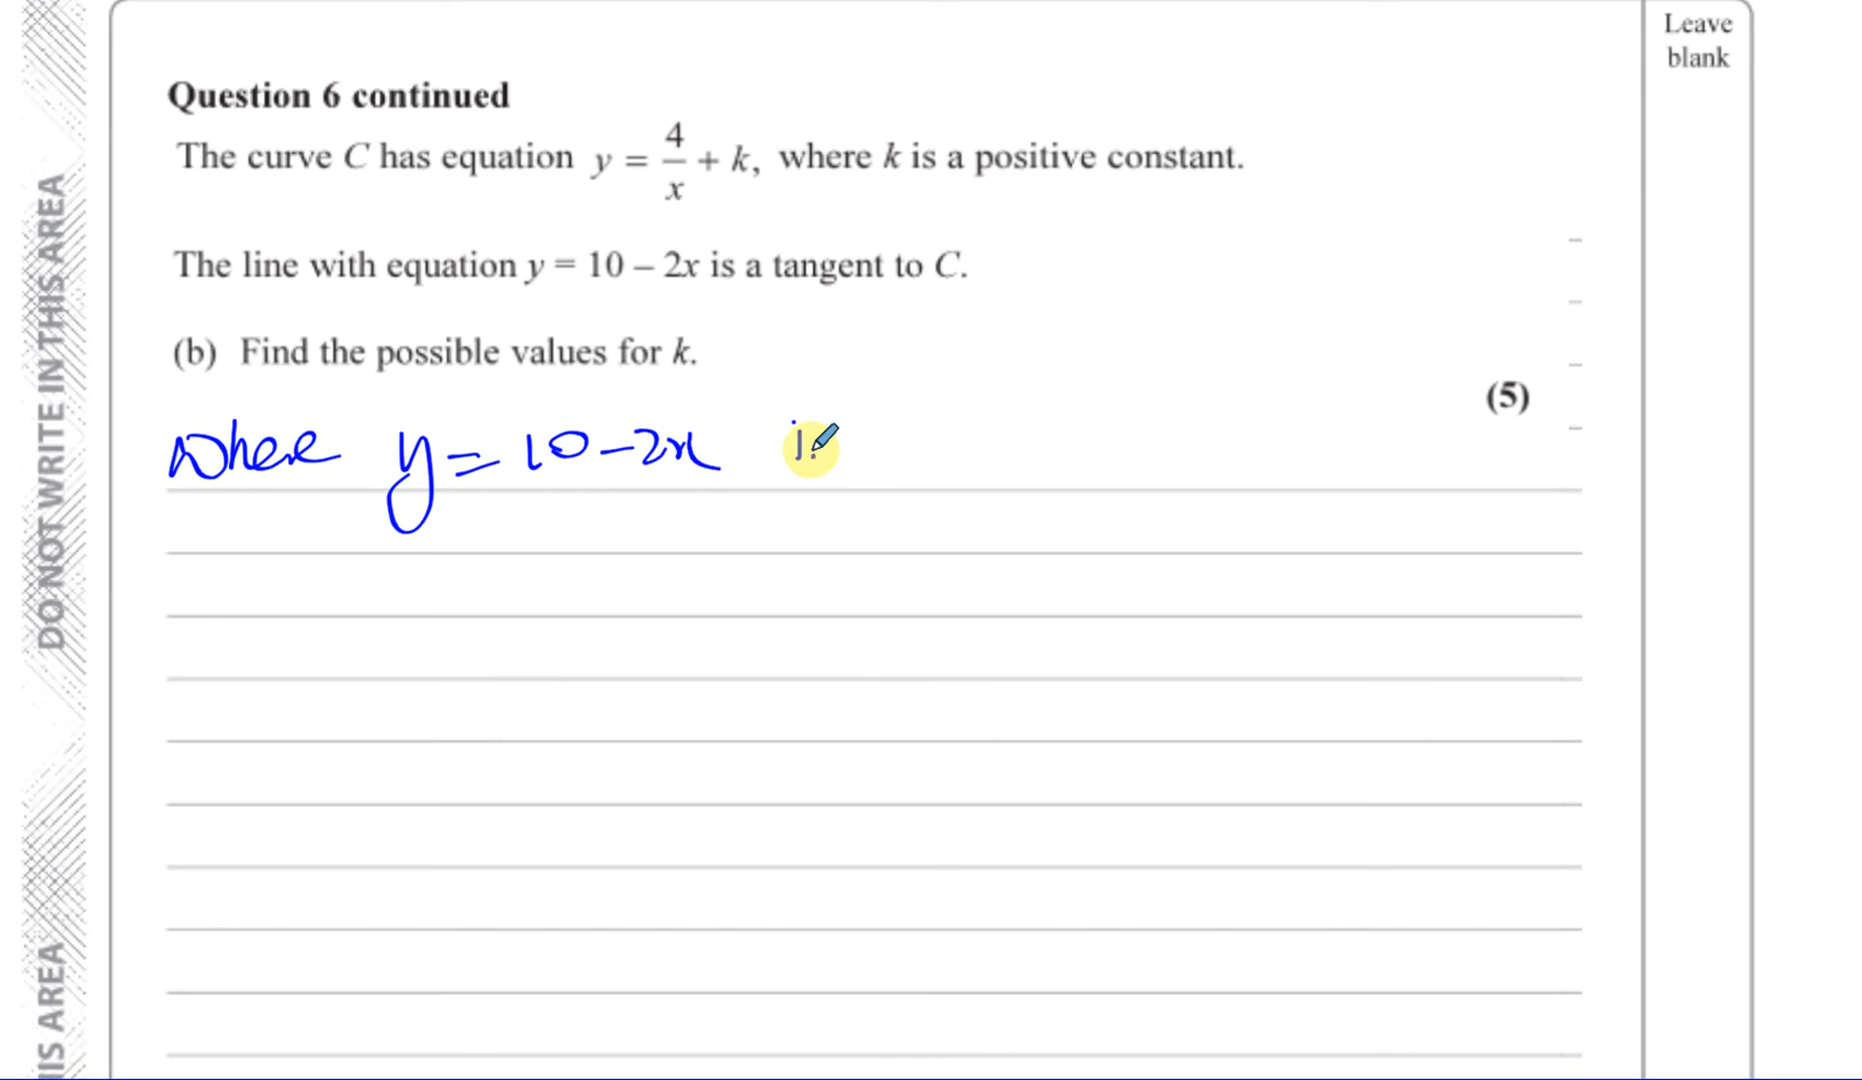 Leave
blank
Question 6 continued
The curve C has equation y = 4/x + k, where k is a positive constant.
The line with equation y = 10 – 2x is a tangent to C.
(b) Find the possible values for k.
(5)
where y = 10 – 2x
DO NOT WRITE IN THIS AREA
IS AREA